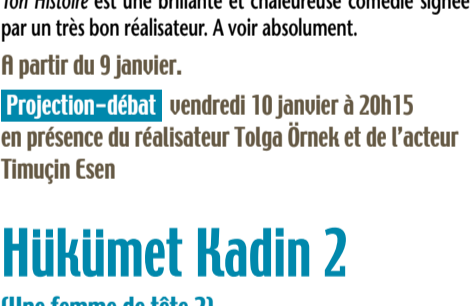 Ton Histoire est une brillante et chaleureuse comédie signée
par un très bon réalisateur. A voir absolument.
A partir du 9 janvier.
Projection-débat vendredi 10 janvier à 20h15
en présence du réalisateur Tolga Örnek et de l'acteur
Timuçin Esen
Hükümet Kadin 2
(Une femme de tête 2)